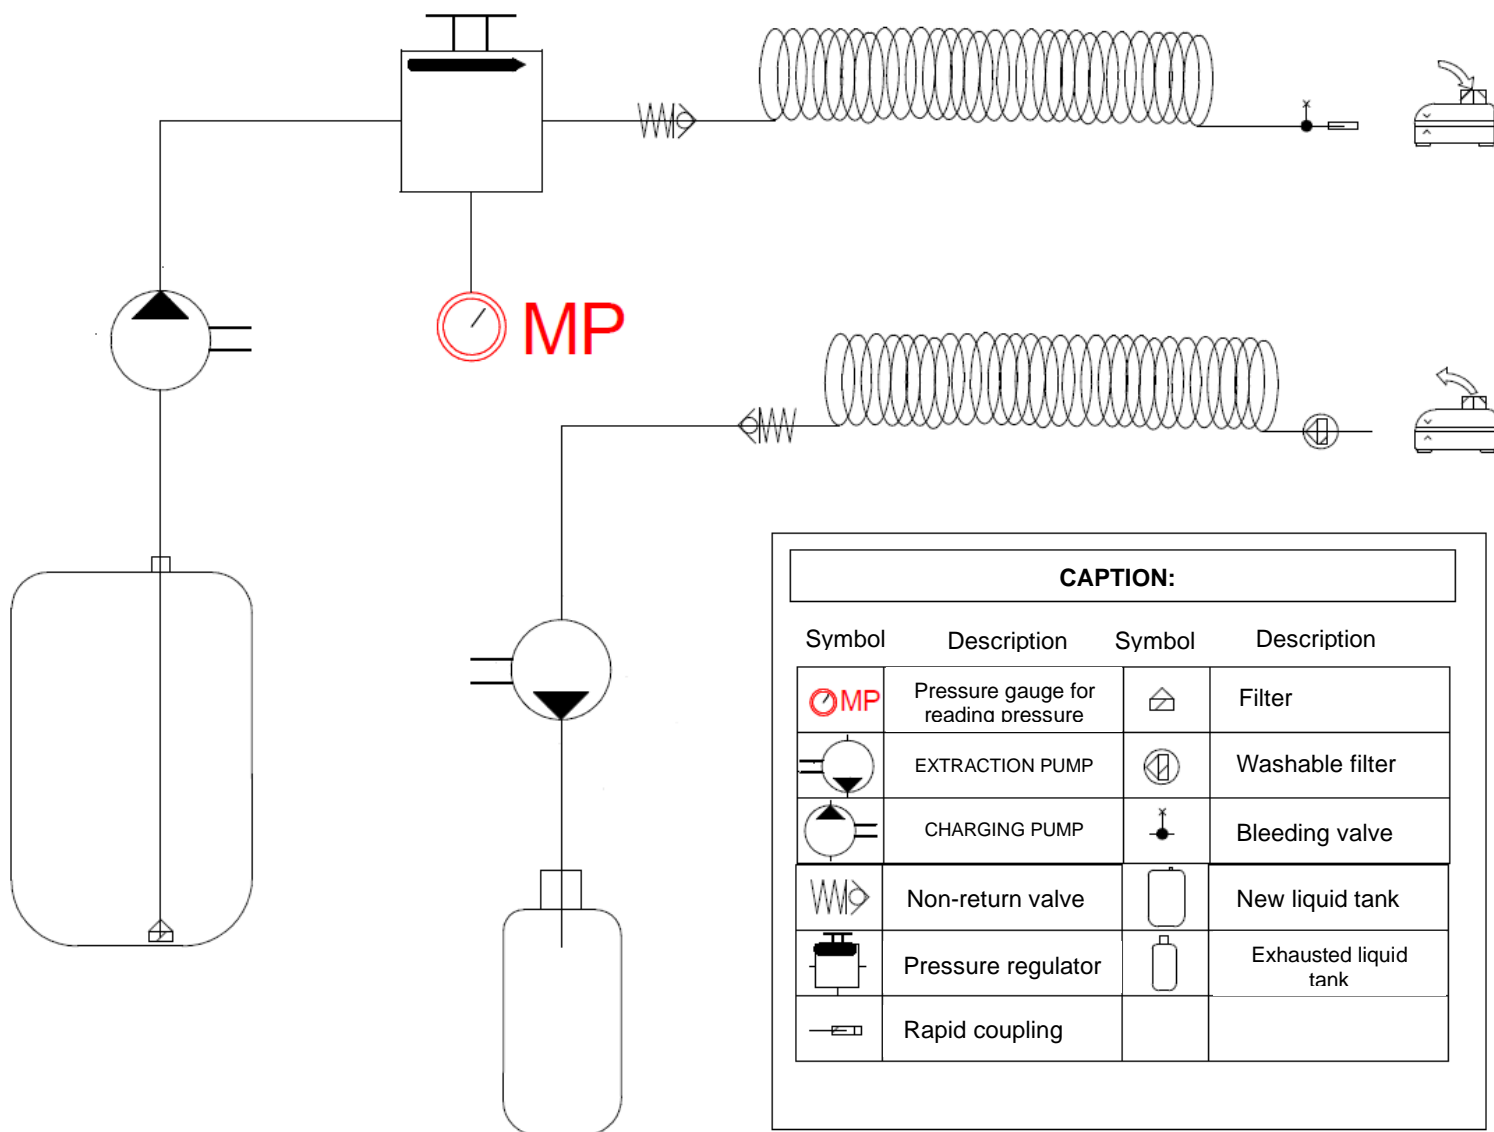 MP
CAPTION:
Symbol Description Symbol Description
MP Pressure gauge for
reading pressure
Filter
EXTRACTION PUMP
Washable filter
CHARGING PUMP
Bleeding valve
Non-return valve
New liquid tank
Pressure regulator
Exhausted liquid
tank
Rapid coupling